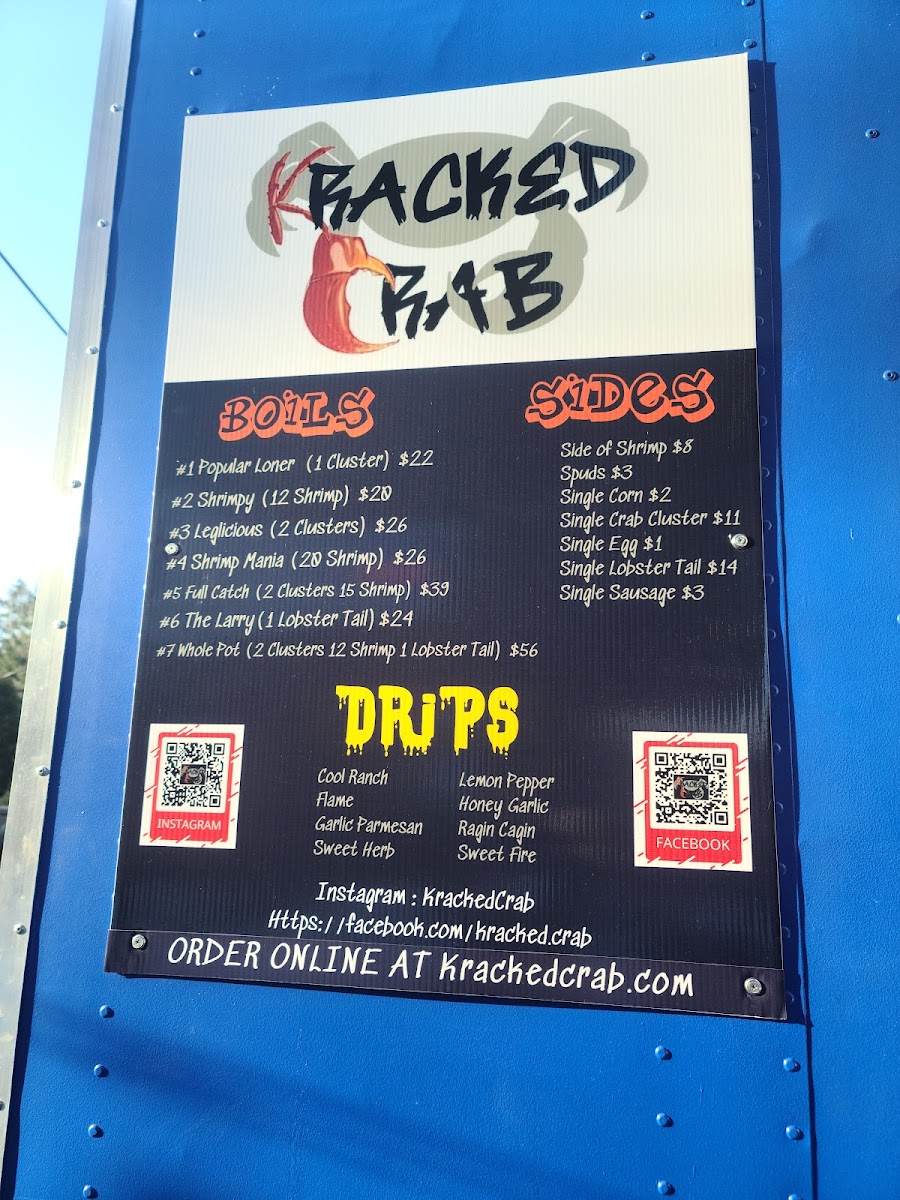 KRACKED
CRAB
BOiLS
#1 Popular Loner (1 Cluster) $22
#2 Shrimpy (12 Shrimp) $20
#3 Leglicious (2 Clusters) $26
#4 Shrimp Mania (20 Shrimp) $26
#5 Full Catch (2 Clusters 15 Shrimp) $39
#6 The Larry (1 Lobster Tail) $24
#7 Whole Pot (2 Clusters 12 Shrimp 1 Lobster Tail) $56
SiDeS
Side of Shrimp $8
Spuds $3
Single Corn $2
Single Crab Cluster $11
Single Egg $1
Single Lobster Tail $14
Single Sausage $3
DRiPS
Cool Ranch
Flame
Garlic Parmesan
Sweet Herb
Lemon Pepper
Honey Garlic
Ragin Cagin
Sweet Fire
INSTAGRAM
FACEBOOK
Instagram : KrackedCrab
Https://facebook.com/kracked.crab
ORDER ONLINE AT Krackedcrab.com